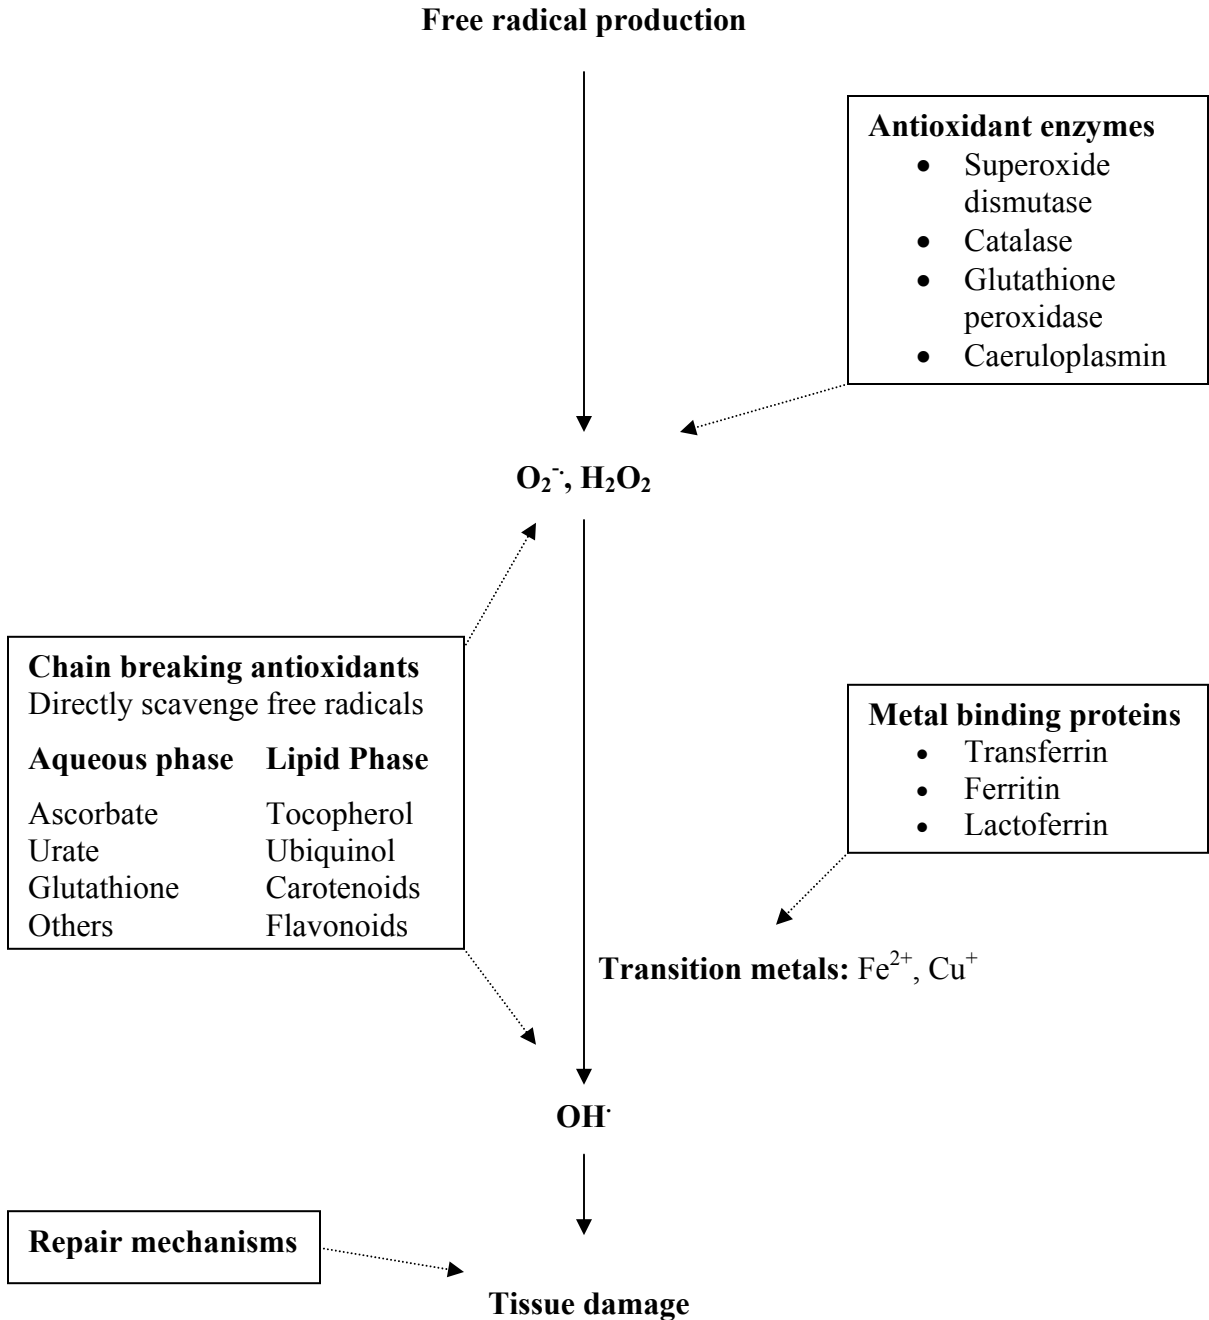 Free radical production
Antioxidant enzymes
• Superoxide
dismutase
• Catalase
• Glutathione
peroxidase
• Caeruloplasmin
O₂⁻·, H₂O₂
Chain breaking antioxidants
Directly scavenge free radicals
Aqueous phase Lipid Phase
Ascorbate Tocopherol
Urate Ubiquinol
Glutathione Carotenoids
Others Flavonoids
Metal binding proteins
• Transferrin
• Ferritin
• Lactoferrin
Transition metals: Fe²⁺, Cu⁺
OH·
Repair mechanisms
Tissue damage